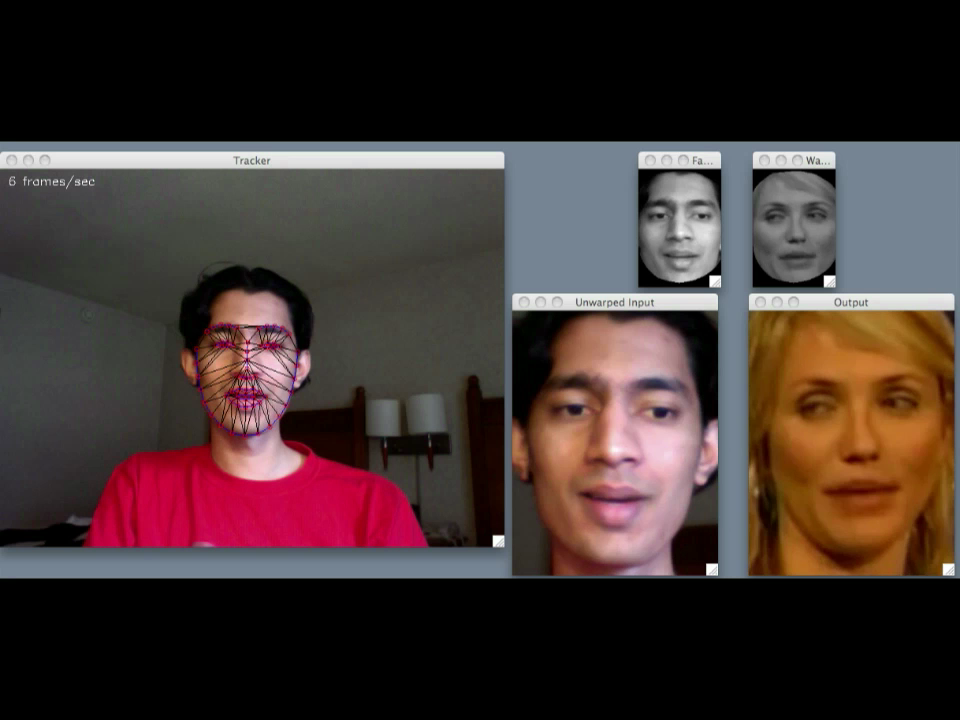 Tracker
6 frames/sec
Fa...
Wa...
Unwarped Input
Output